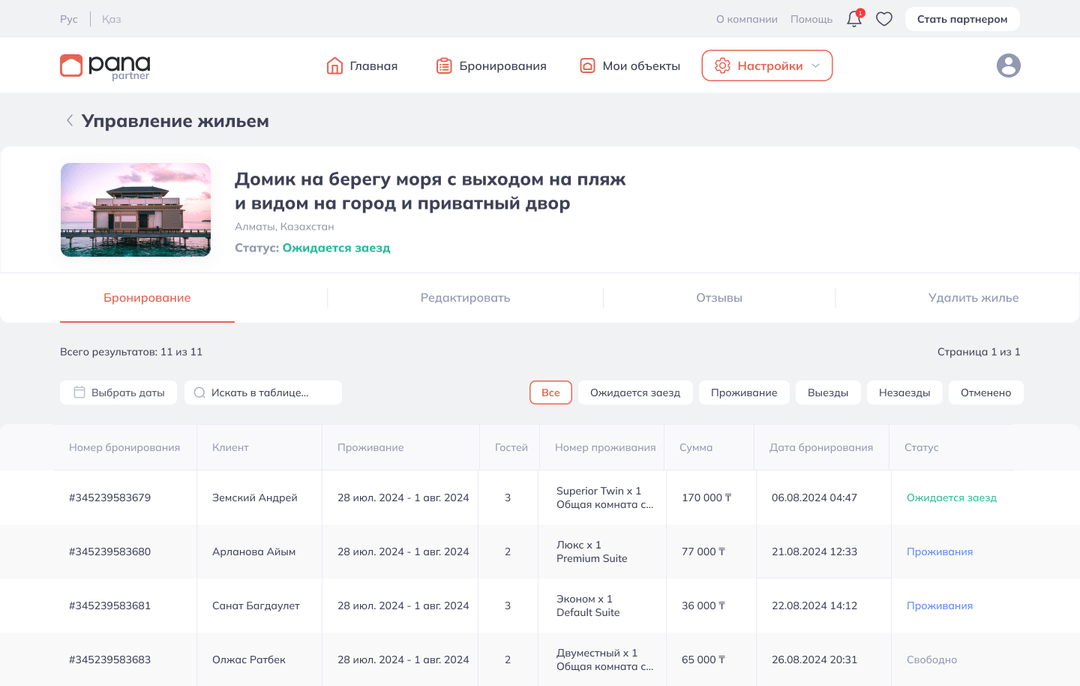 Рус
Қаз
О компании
Помощь
1
Стать партнером
pana
partner
Главная
Бронирования
Мои объекты
Настройки
Управление жильем
Домик на берегу моря с выходом на пляж
и видом на город и приватный двор
Алматы, Казахстан
Статус: Ожидается заезд
Бронирование
Редактировать
Отзывы
Удалить жилье
Всего результатов: 11 из 11
Страница 1 из 1
Выбрать даты
Искать в таблице...
Все
Ожидается заезд
Проживание
Выезды
Незаезды
Отменено
Номер бронирования
Клиент
Проживание
Гостей
Номер проживания
Сумма
Дата бронирования
Статус
#345239583679
Земский Андрей
28 июл. 2024 - 1 авг. 2024
3
Superior Twin x 1
Общая комната с...
170 000 ₸
06.08.2024 04:47
Ожидается заезд
#345239583680
Арланова Айым
28 июл. 2024 - 1 авг. 2024
2
Люкс x 1
Premium Suite
77 000 ₸
21.08.2024 12:33
Проживания
#345239583681
Санат Багдаулет
28 июл. 2024 - 1 авг. 2024
3
Эконом x 1
Default Suite
36 000 ₸
22.08.2024 14:12
Проживания
#345239583683
Олжас Ратбек
28 июл. 2024 - 1 авг. 2024
2
Двуместный x 1
Общая комната с...
65 000 ₸
26.08.2024 20:31
Свободно